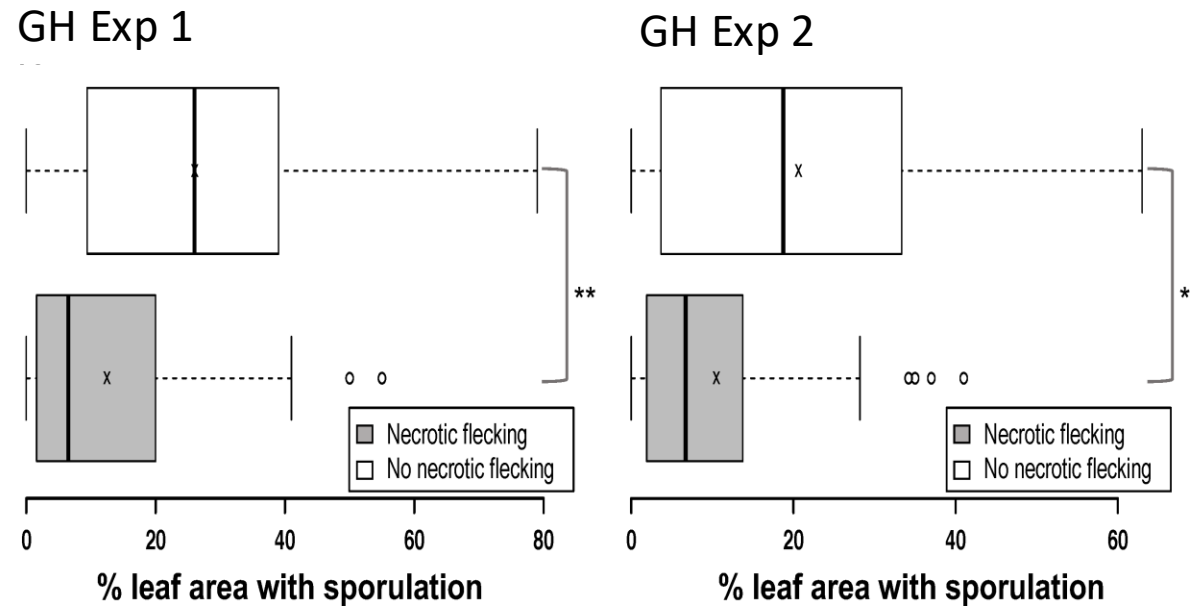 GH Exp 1
GH Exp 2
x
x
**
*
x
x
Necrotic flecking
No necrotic flecking
Necrotic flecking
No necrotic flecking
0 20 40 60 80
0 20 40 60
% leaf area with sporulation
% leaf area with sporulation